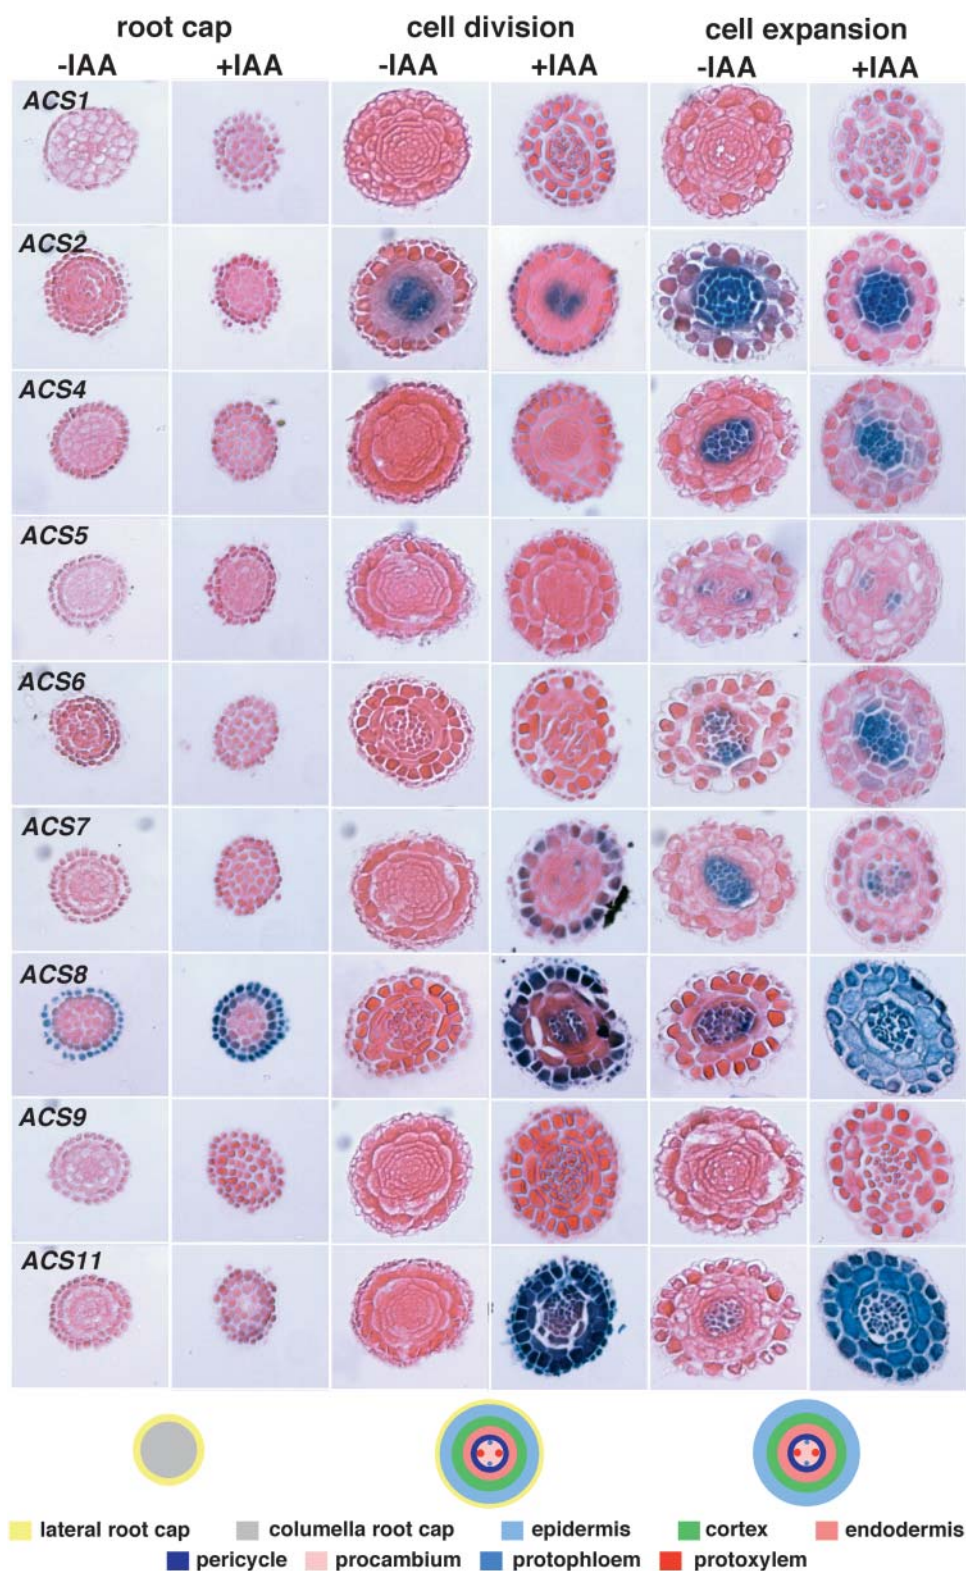 root cap cell division cell expansion
-IAA +IAA -IAA +IAA -IAA +IAA
ACS1
ACS2
ACS4
ACS5
ACS6
ACS7
ACS8
ACS9
ACS11
lateral root cap columella root cap epidermis cortex endodermis
pericycle procambium protophloem protoxylem